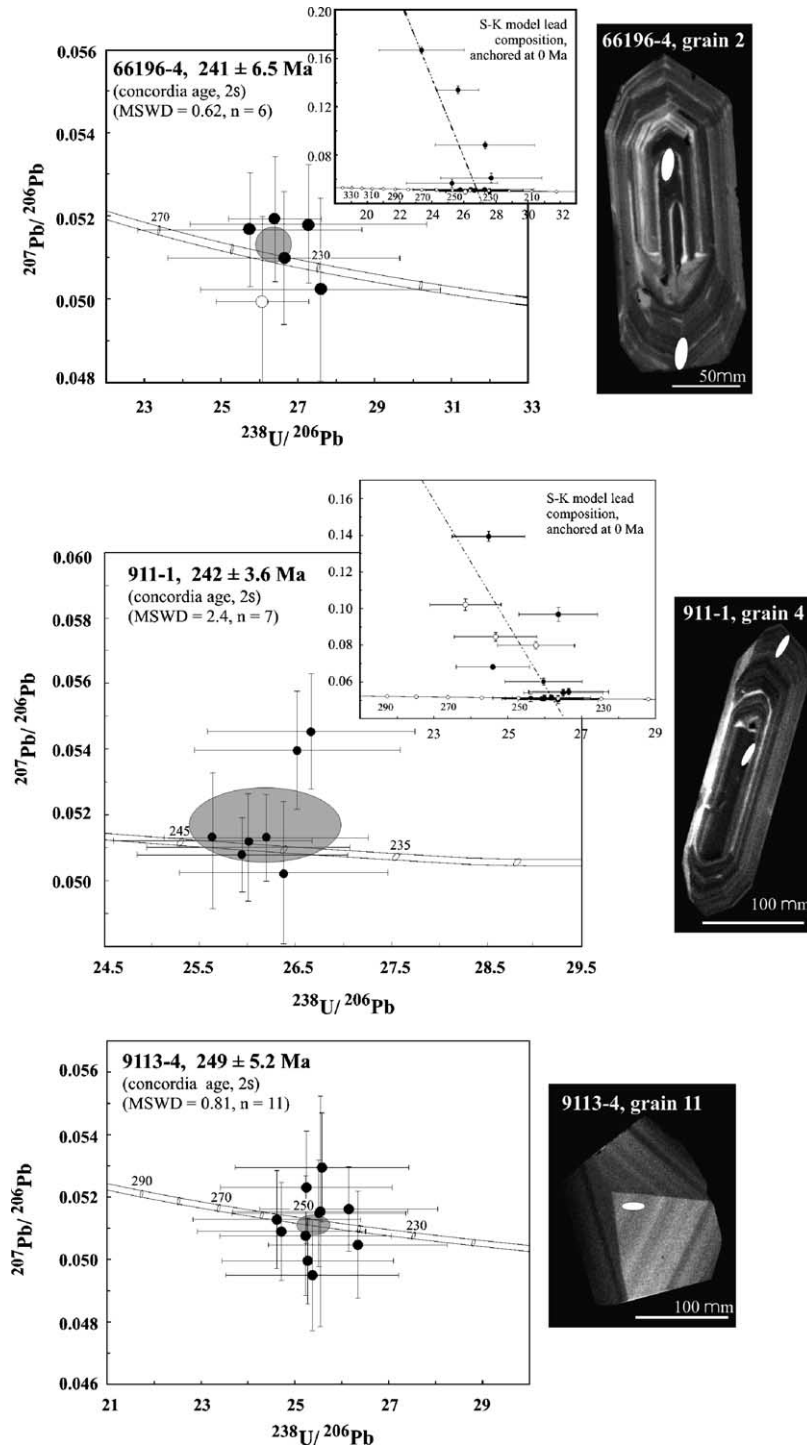 66196-4, 241 ± 6.5 Ma
(concordia age, 2s)
(MSWD = 0.62, n = 6)
0.056
0.054
0.052
0.050
0.048
207Pb/ 206Pb
270
230
23
25
27
29
31
33
238U/ 206Pb
S-K model lead
composition,
anchored at 0 Ma
0.20
0.16
0.12
0.08
330 310 290 270 250 230 210
20
22
24
26
28
30
32
66196-4, grain 2
50mm
911-1, 242 ± 3.6 Ma
(concordia age, 2s)
(MSWD = 2.4, n = 7)
0.060
0.058
0.056
0.054
0.052
0.050
207Pb/ 206Pb
245
235
24.5
25.5
26.5
27.5
28.5
29.5
238U/ 206Pb
S-K model lead
composition,
anchored at 0 Ma
0.16
0.14
0.12
0.10
0.08
0.06
290
270
250
230
23
25
27
29
911-1, grain 4
100 mm
9113-4, 249 ± 5.2 Ma
(concordia age, 2s)
(MSWD = 0.81, n = 11)
0.056
0.054
0.052
0.050
0.048
0.046
207Pb/ 206Pb
290
270
250
230
21
23
25
27
29
238U/ 206Pb
9113-4, grain 11
100 mm